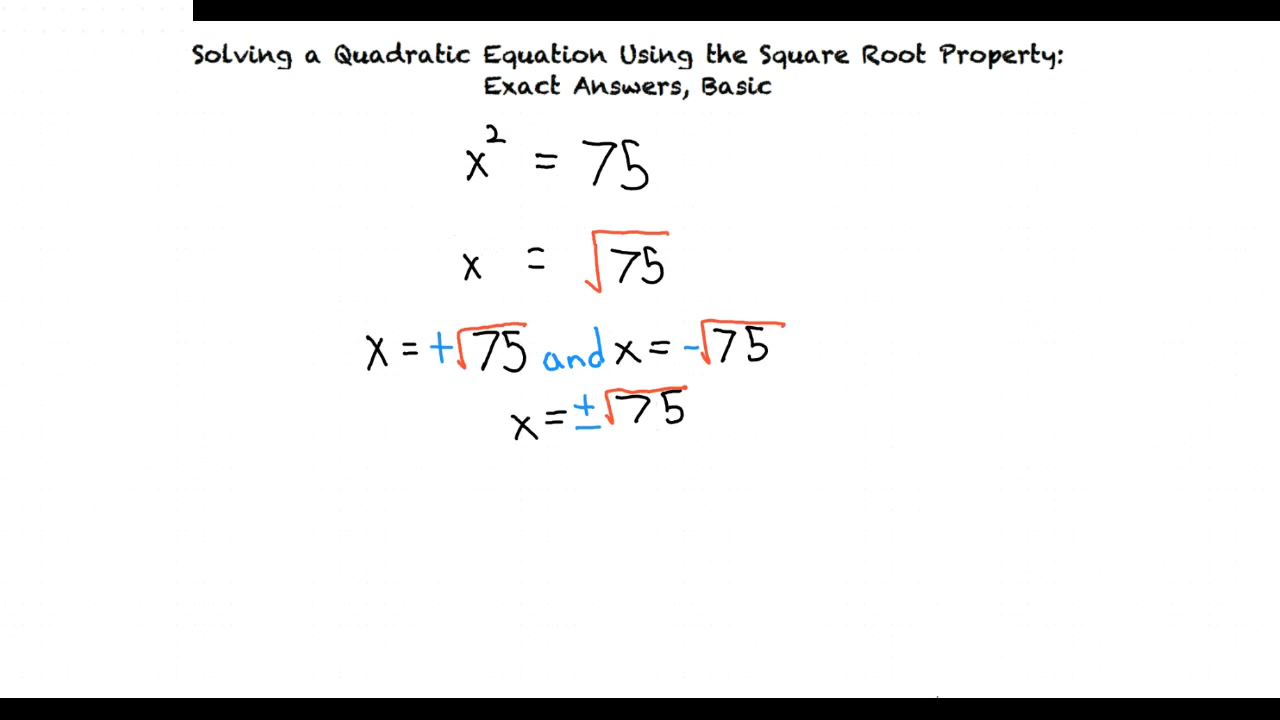 Solving a Quadratic Equation Using the Square Root Property:
Exact Answers, Basic
x² = 75
x = √75
x = +√75 and x = -√75
x = ±√75